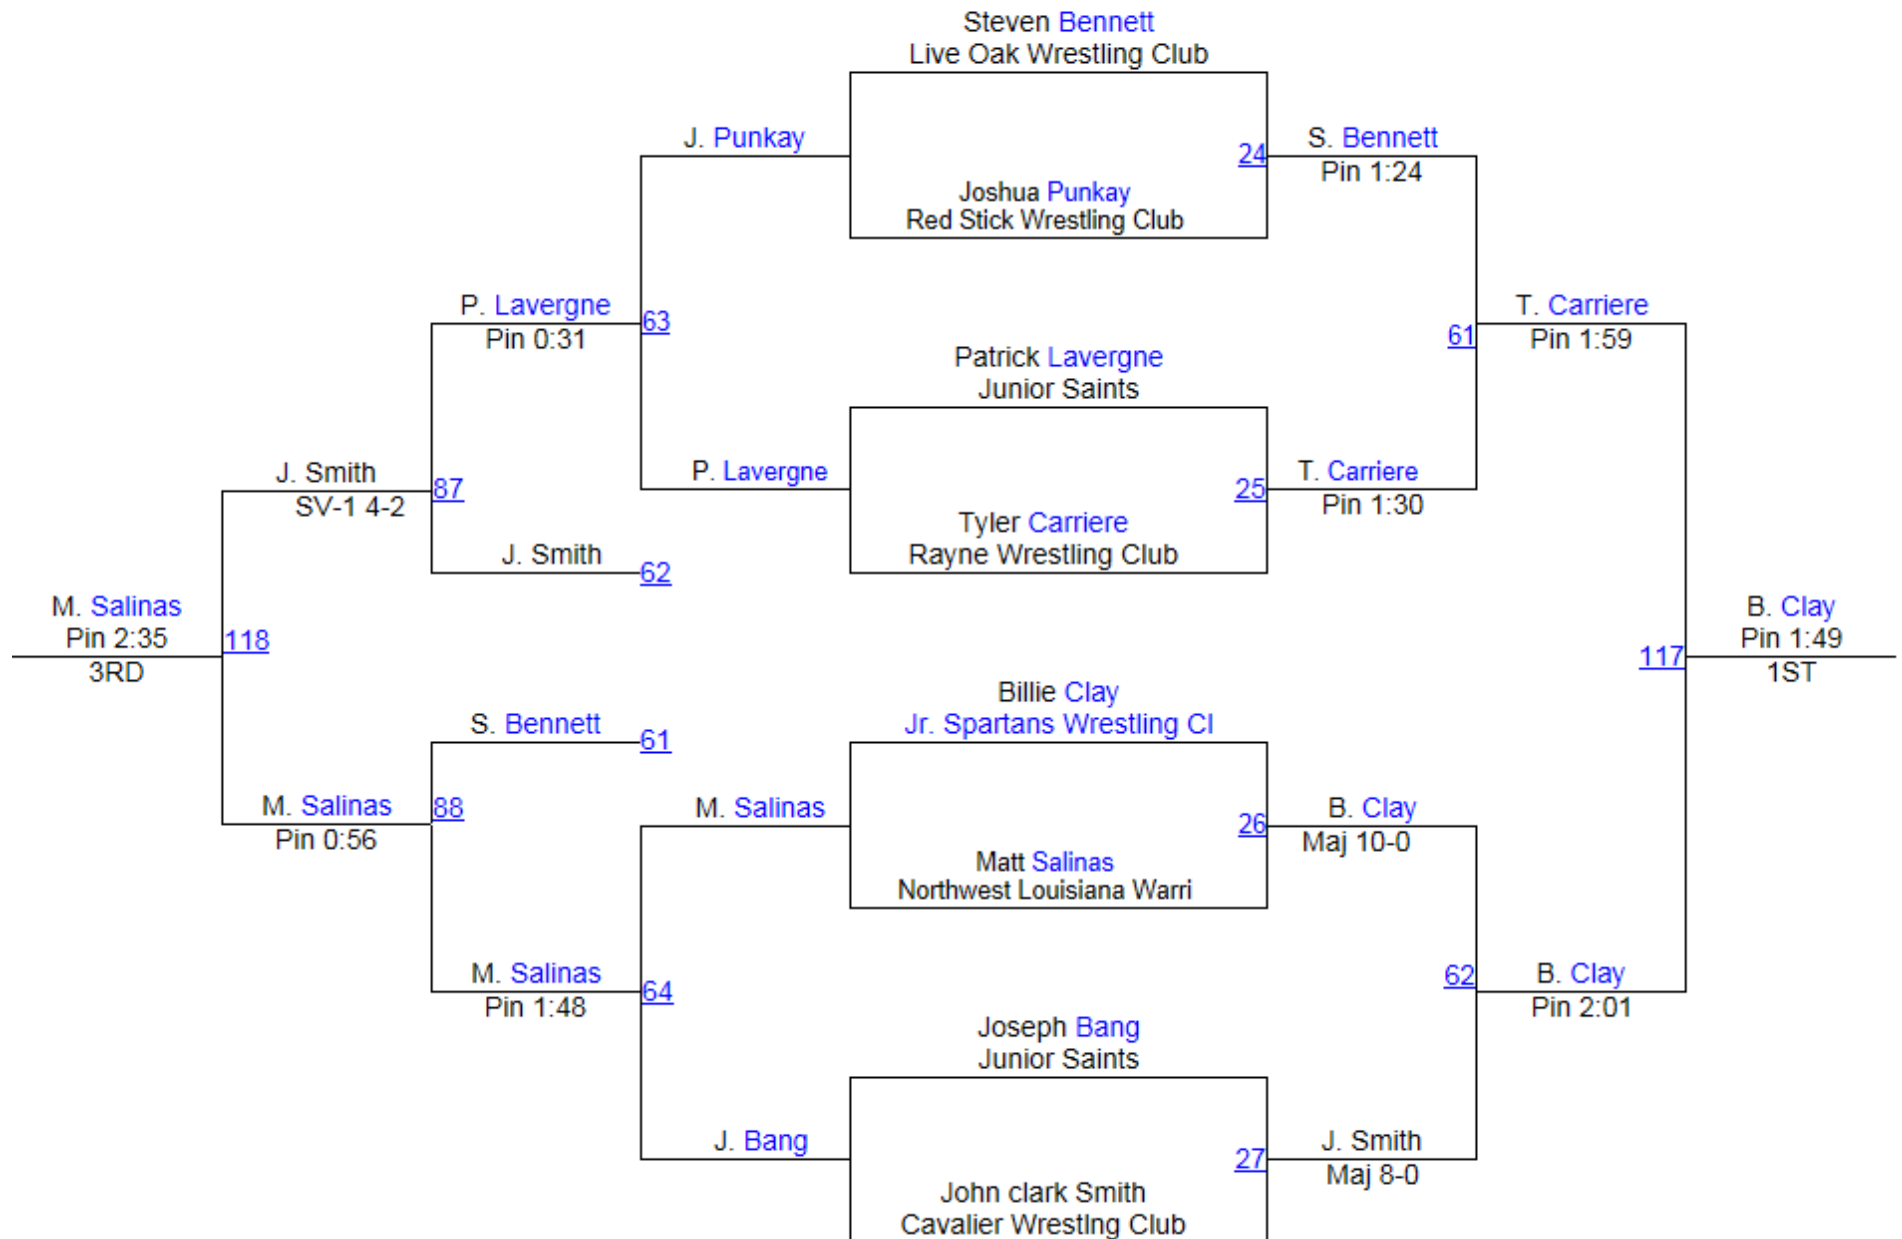 Steven Bennett
Live Oak Wrestling Club
J. Punkay
24
S. Bennett
Pin 1:24
Joshua Punkay
Red Stick Wrestling Club
P. Lavergne
Pin 0:31
63
61
T. Carriere
Pin 1:59
Patrick Lavergne
Junior Saints
J. Smith
SV-1 4-2
87
P. Lavergne
25
T. Carriere
Pin 1:30
Tyler Carriere
Rayne Wrestling Club
J. Smith
62
M. Salinas
Pin 2:35
3RD
118
117
B. Clay
Pin 1:49
1ST
S. Bennett
61
Billie Clay
Jr. Spartans Wrestling Cl
M. Salinas
Pin 0:56
88
M. Salinas
26
B. Clay
Maj 10-0
Matt Salinas
Northwest Louisiana Warri
M. Salinas
Pin 1:48
64
62
B. Clay
Pin 2:01
Joseph Bang
Junior Saints
J. Bang
27
J. Smith
Maj 8-0
John clark Smith
Cavalier Wrestlng Club